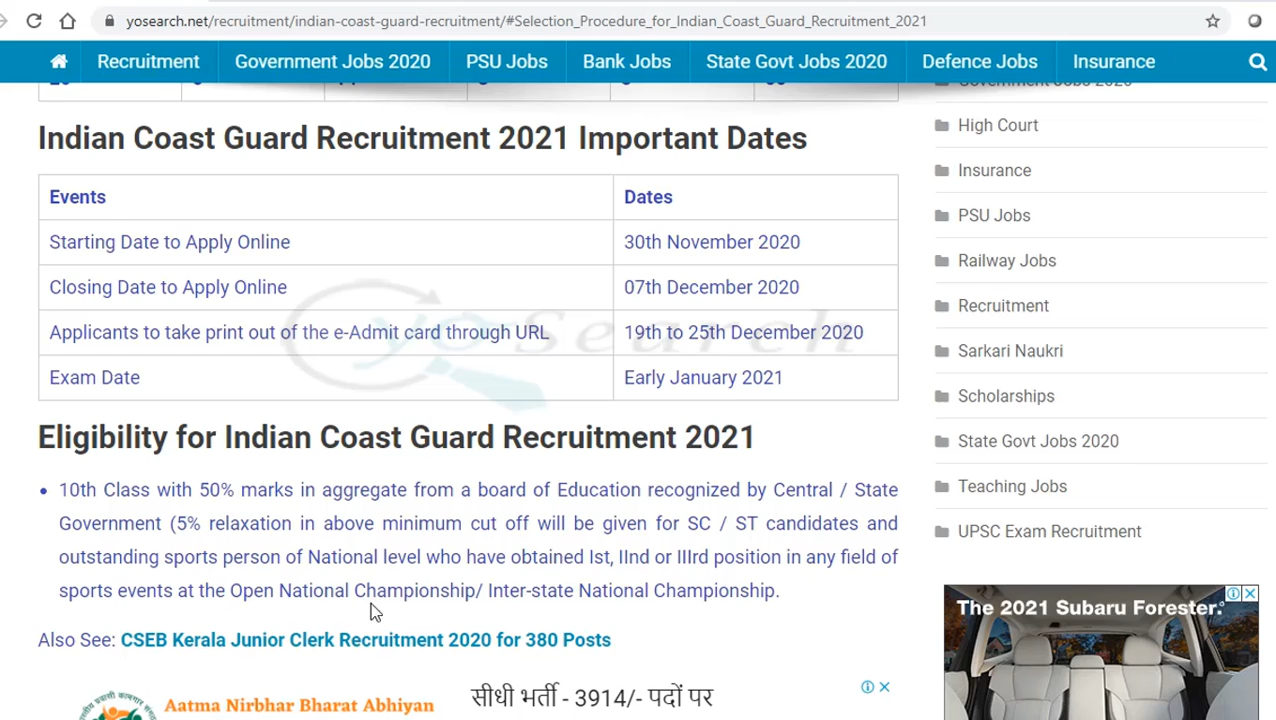 yosearch.net/recruitment/indian-coast-guard-recruitment/#Selection_Procedure_for_Indian_Coast_Guard_Recruitment_2021
Recruitment Government Jobs 2020 PSU Jobs Bank Jobs State Govt Jobs 2020 Defence Jobs Insurance
Indian Coast Guard Recruitment 2021 Important Dates
Events Dates
Starting Date to Apply Online 30th November 2020
Closing Date to Apply Online 07th December 2020
Applicants to take print out of the e-Admit card through URL 19th to 25th December 2020
Exam Date Early January 2021
yoSearch
Eligibility for Indian Coast Guard Recruitment 2021
• 10th Class with 50% marks in aggregate from a board of Education recognized by Central / State
Government (5% relaxation in above minimum cut off will be given for SC / ST candidates and
outstanding sports person of National level who have obtained Ist, IInd or IIIrd position in any field of
sports events at the Open National Championship/ Inter-state National Championship.
Also See: CSEB Kerala Junior Clerk Recruitment 2020 for 380 Posts
Aatma Nirbhar Bharat Abhiyan
सीधी भर्ती - 3914/- पदों पर
Government Jobs 2020
High Court
Insurance
PSU Jobs
Railway Jobs
Recruitment
Sarkari Naukri
Scholarships
State Govt Jobs 2020
Teaching Jobs
UPSC Exam Recruitment
The 2021 Subaru Forester.